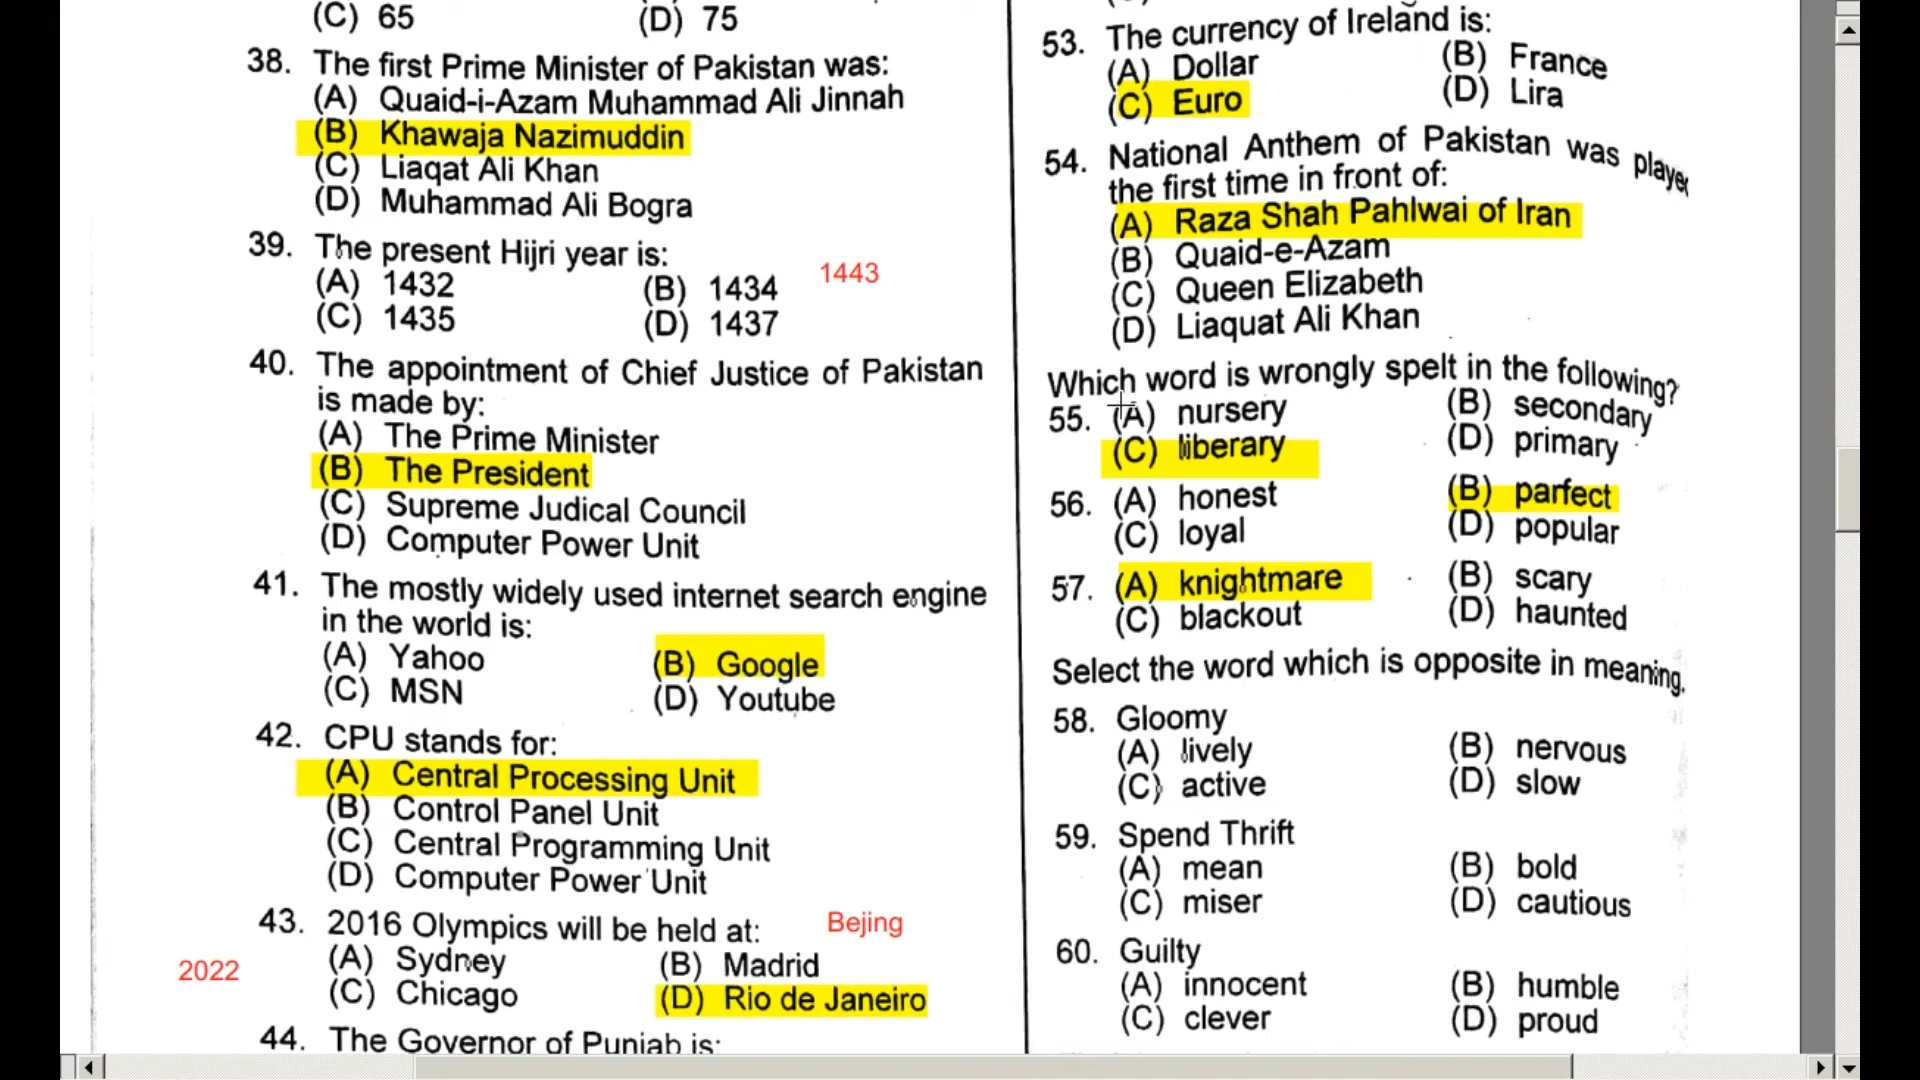 (C) 65 (D) 75
38. The first Prime Minister of Pakistan was:
(A) Quaid-i-Azam Muhammad Ali Jinnah
(B) Khawaja Nazimuddin
(C) Liaqat Ali Khan
(D) Muhammad Ali Bogra
39. The present Hijri year is:
1443
(A) 1432 (B) 1434
(C) 1435 (D) 1437
40. The appointment of Chief Justice of Pakistan
is made by:
(A) The Prime Minister
(B) The President
(C) Supreme Judical Council
(D) Computer Power Unit
41. The mostly widely used internet search engine
in the world is:
(A) Yahoo (B) Google
(C) MSN (D) Youtube
42. CPU stands for:
(A) Central Processing Unit
(B) Control Panel Unit
(C) Central Programming Unit
(D) Computer Power Unit
43. 2016 Olympics will be held at: Bejing
2022
(A) Sydney (B) Madrid
(C) Chicago (D) Rio de Janeiro
44. The Governor of Punjab is:
53. The currency of Ireland is:
(A) Dollar (B) France
(C) Euro (D) Lira
54. National Anthem of Pakistan was played
the first time in front of:
(A) Raza Shah Pahlwai of Iran
(B) Quaid-e-Azam
(C) Queen Elizabeth
(D) Liaquat Ali Khan
Which word is wrongly spelt in the following?
55. (A) nursery (B) secondary
(C) liberary (D) primary
56. (A) honest (B) parfect
(C) loyal (D) popular
57. (A) knightmare (B) scary
(C) blackout (D) haunted
Select the word which is opposite in meaning.
58. Gloomy
(A) lively (B) nervous
(C) active (D) slow
59. Spend Thrift
(A) mean (B) bold
(C) miser (D) cautious
60. Guilty
(A) innocent (B) humble
(C) clever (D) proud